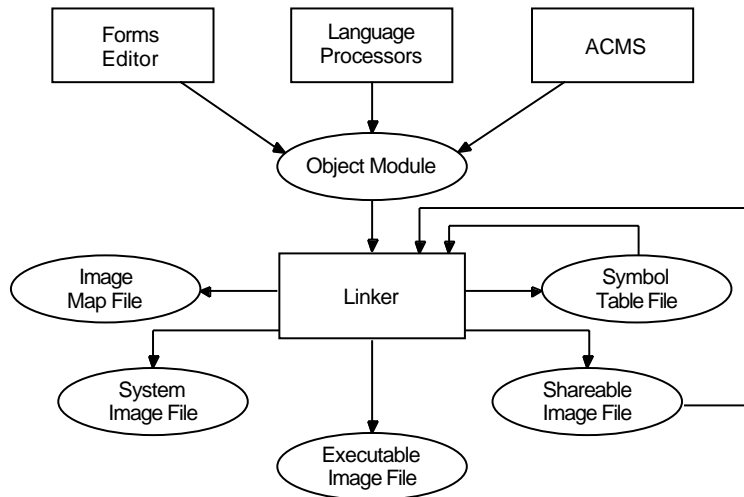 Forms
Editor
Language
Processors
ACMS
Object Module
Image
Map File
Linker
Symbol
Table File
System
Image File
Shareable
Image File
Executable
Image File